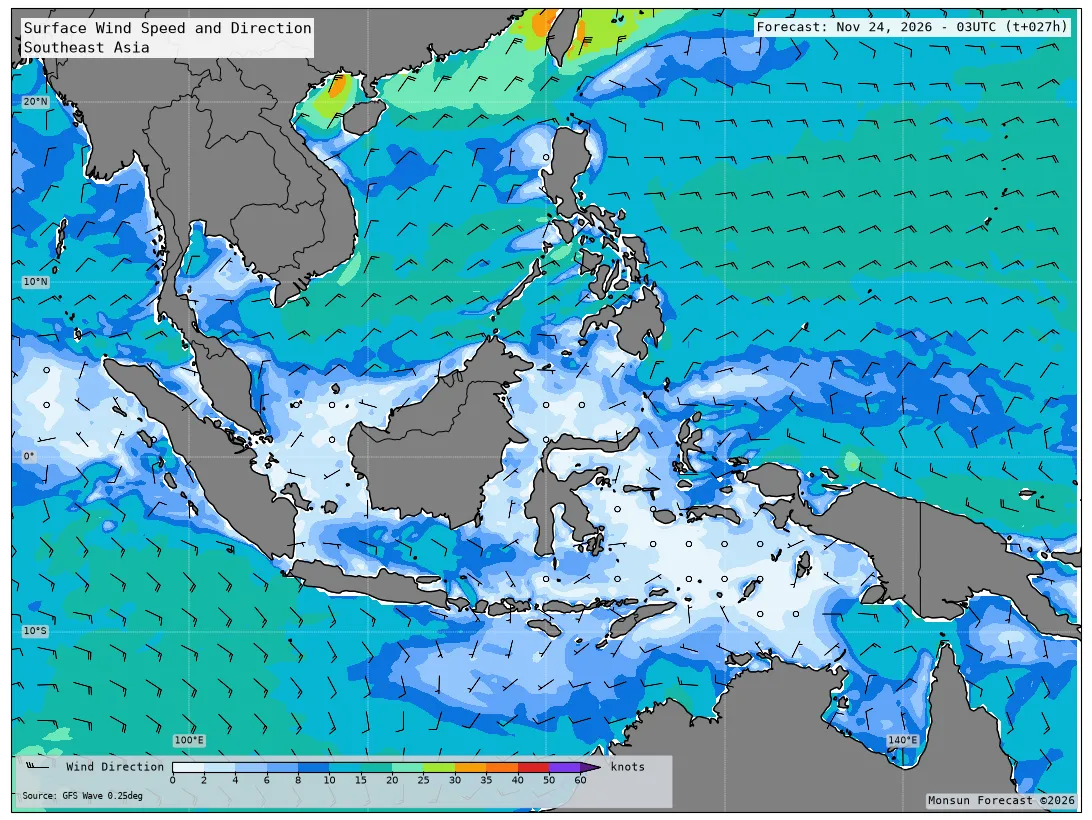 Surface Wind Speed and Direction
Southeast Asia
Forecast: Nov 24, 2026 - 03UTC (t+027h)
20°N
10°N
0°
10°S
100°E
140°E
Wind Direction
knots
0 2 4 6 8 10 15 20 25 30 35 40 50 60
Source: GFS Wave 0.25deg
Monsun Forecast ©2026